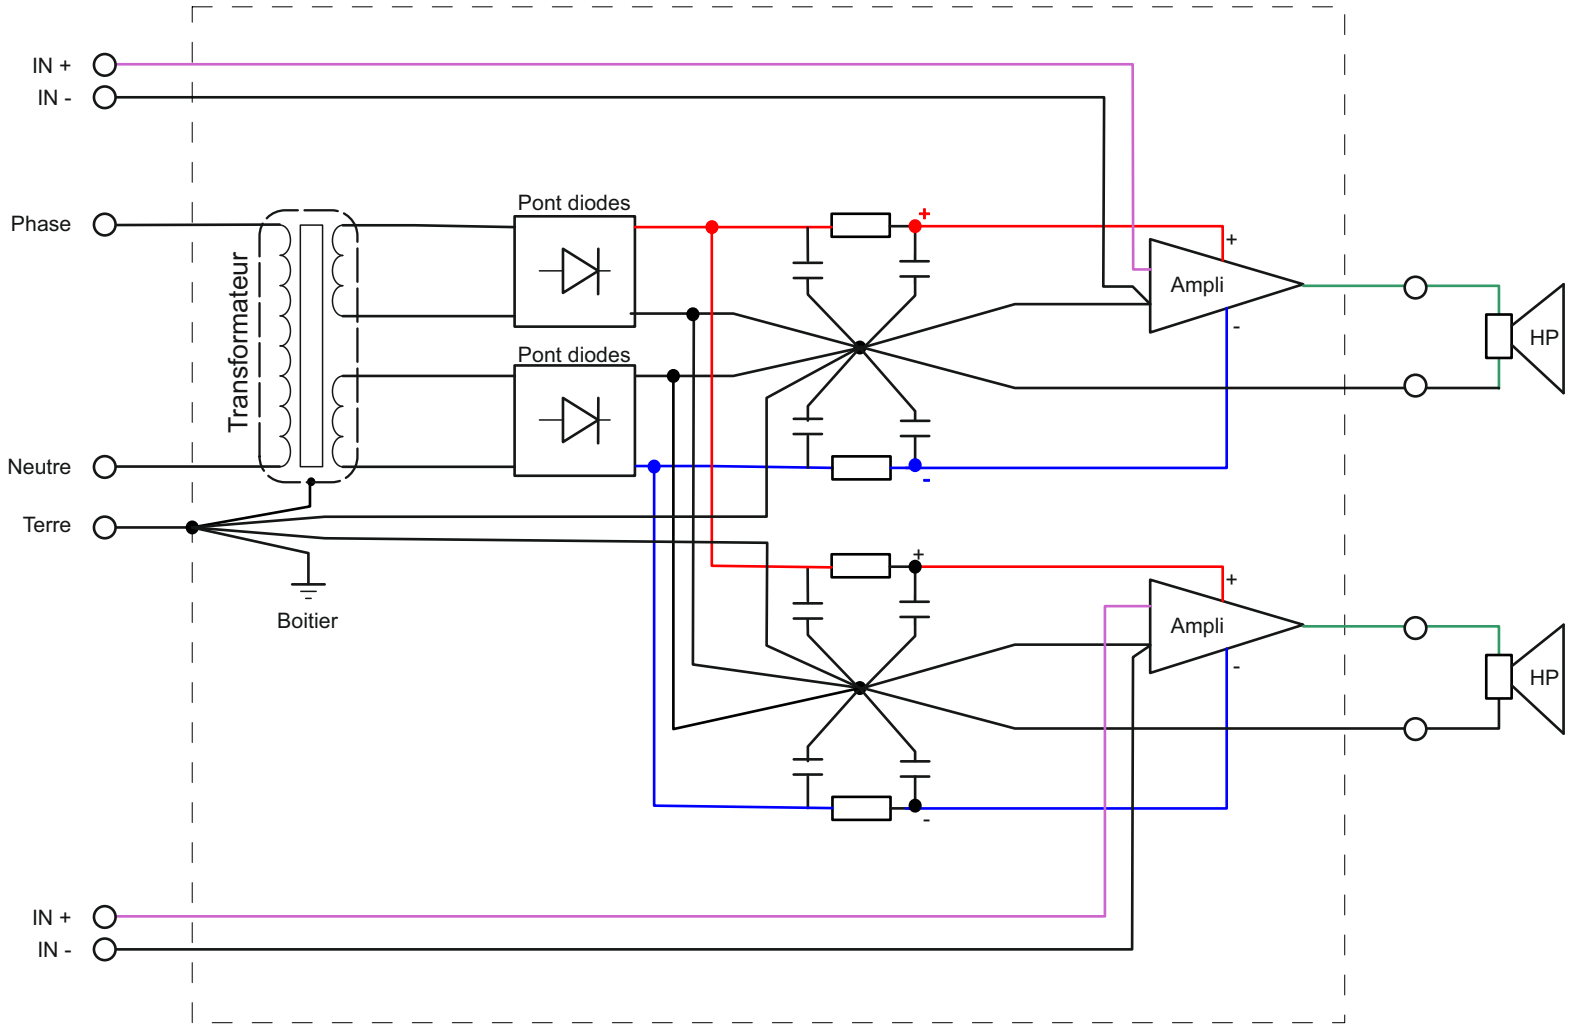 IN +
IN -
Phase
Pont diodes
+
+
Ampli
Transformateur
-
HP
Pont diodes
Neutre
-
Terre
+
+
Boitier
Ampli
-
HP
-
IN +
IN -